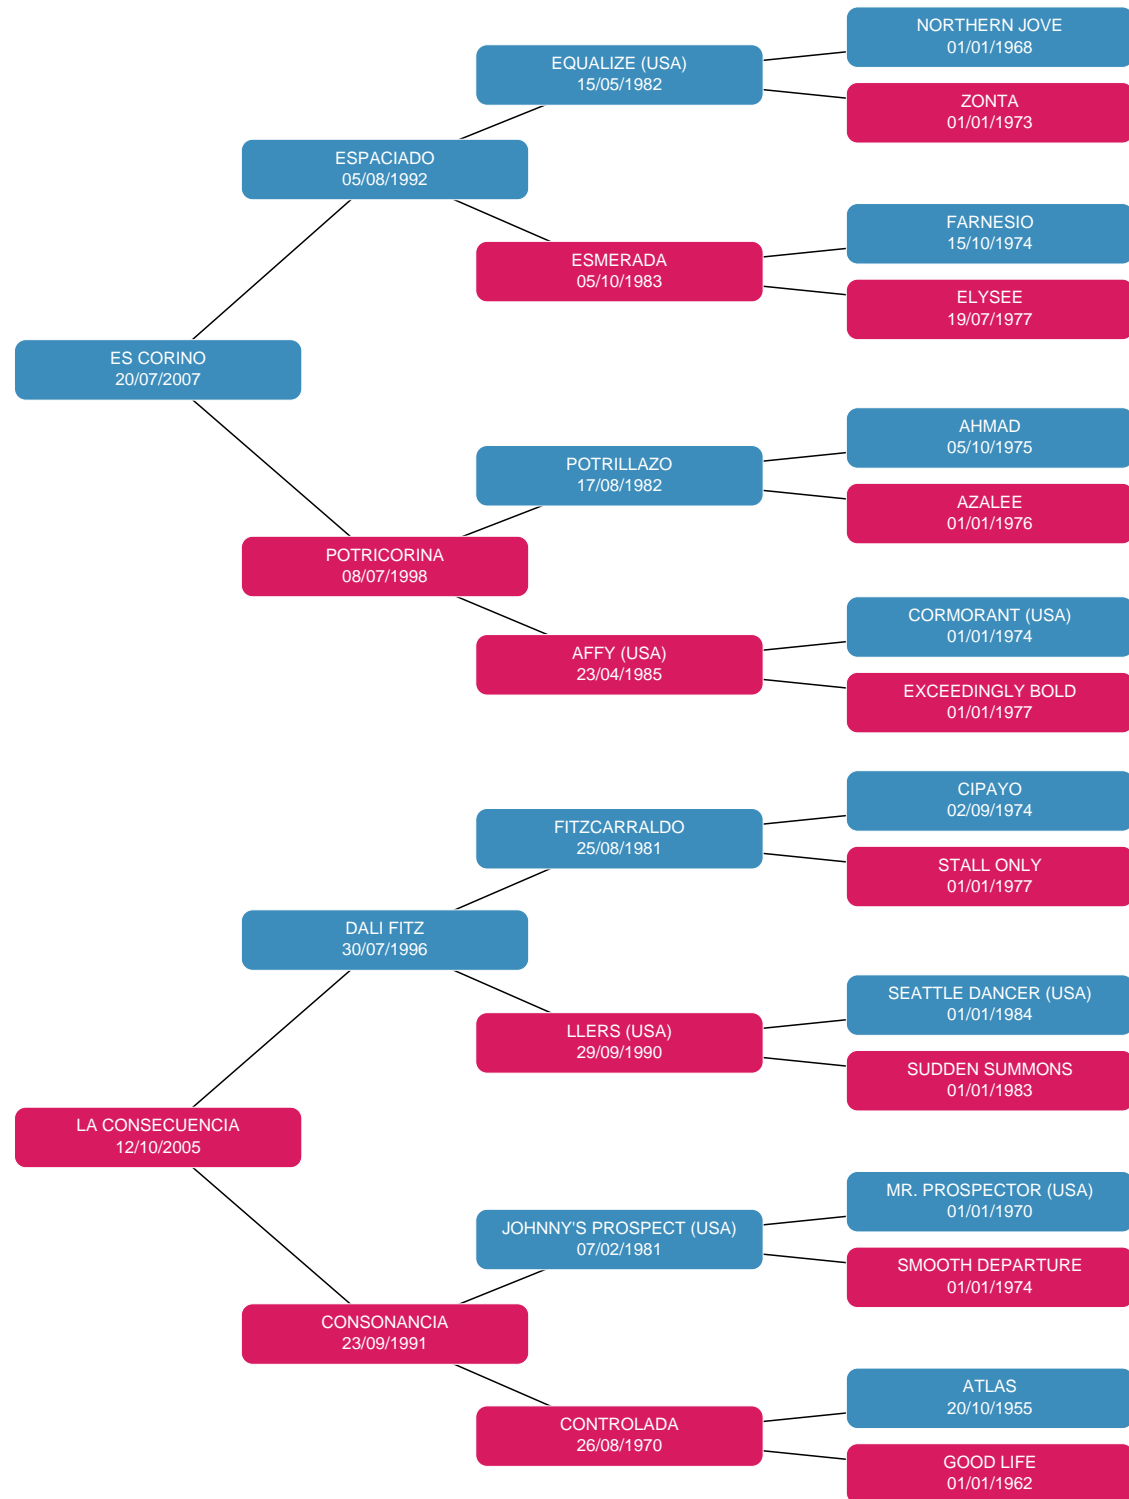 NORTHERN JOVE
01/01/1968
EQUALIZE (USA)
15/05/1982
ZONTA
01/01/1973
ESPACIADO
05/08/1992
FARNESIO
15/10/1974
ESMERADA
05/10/1983
ELYSEE
19/07/1977
ES CORINO
20/07/2007
AHMAD
05/10/1975
POTRILLAZO
17/08/1982
AZALEE
01/01/1976
POTRICORINA
08/07/1998
CORMORANT (USA)
01/01/1974
AFFY (USA)
23/04/1985
EXCEEDINGLY BOLD
01/01/1977
CIPAYO
02/09/1974
FITZCARRALDO
25/08/1981
STALL ONLY
01/01/1977
DALI FITZ
30/07/1996
SEATTLE DANCER (USA)
01/01/1984
LLERS (USA)
29/09/1990
SUDDEN SUMMONS
01/01/1983
LA CONSECUENCIA
12/10/2005
MR. PROSPECTOR (USA)
01/01/1970
JOHNNY'S PROSPECT (USA)
07/02/1981
SMOOTH DEPARTURE
01/01/1974
CONSONANCIA
23/09/1991
ATLAS
20/10/1955
CONTROLADA
26/08/1970
GOOD LIFE
01/01/1962